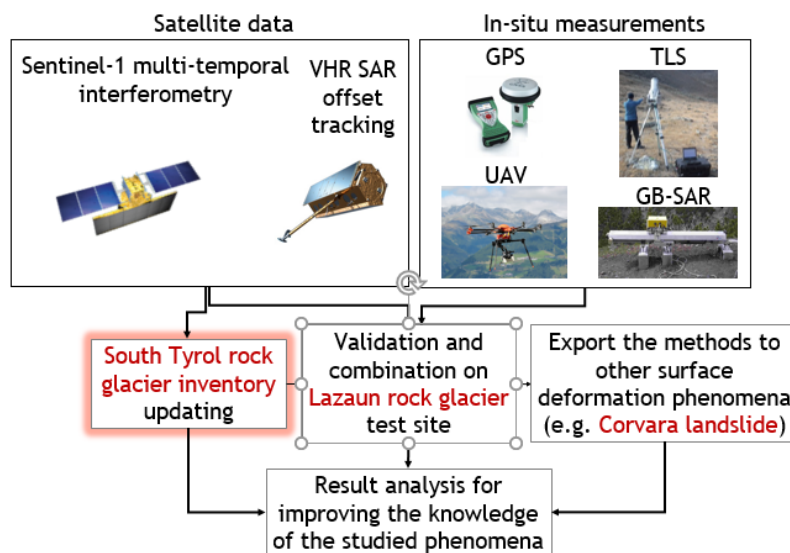 Satellite data
In-situ measurements
Sentinel-1 multi-temporal
interferometry
VHR SAR
offset
tracking
GPS
TLS
UAV
GB-SAR
South Tyrol rock
glacier inventory
updating
Validation and
combination on
Lazaun rock glacier
test site
Export the methods to
other surface
deformation phenomena
(e.g. Corvara landslide)
Result analysis for
improving the knowledge
of the studied phenomena